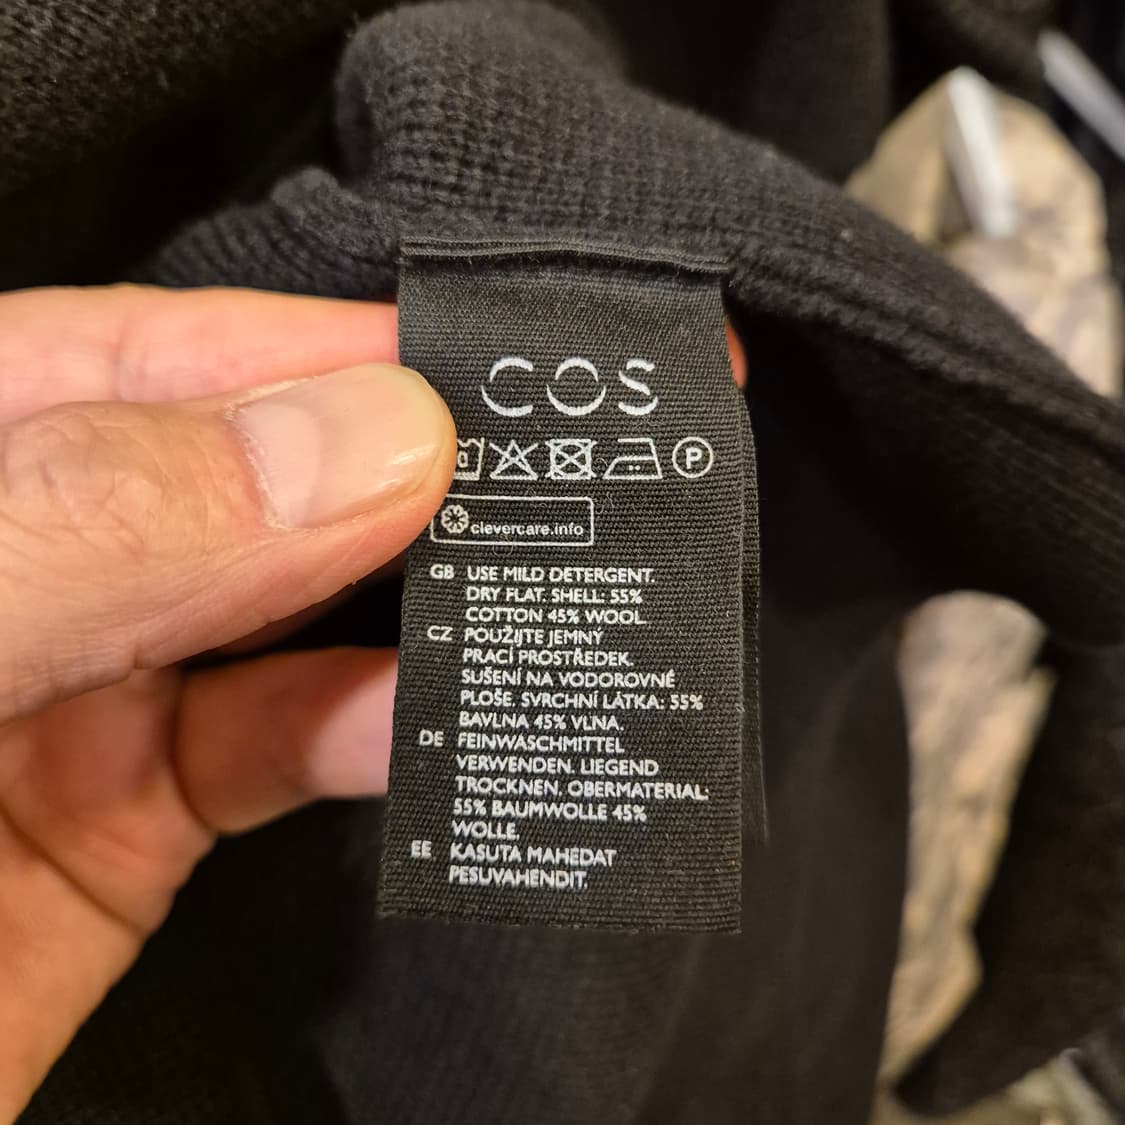 COS
P
clevercare.info
GB USE MILD DETERGENT.
DRY FLAT. SHELL: 55%
COTTON 45% WOOL.
CZ POUŽIJTE JEMNÝ
PRACÍ PROSTŘEDEK.
SUŠENÍ NA VODOROVNÉ
PLOŠE. SVRCHNÍ LÁTKA: 55%
BAVLNA 45% VLNA.
DE FEINWASCHMITTEL
VERWENDEN. LIEGEND
TROCKNEN. OBERMATERIAL:
55% BAUMWOLLE 45%
WOLLE.
EE KASUTA MAHEDAT
PESUVAHENDIT.